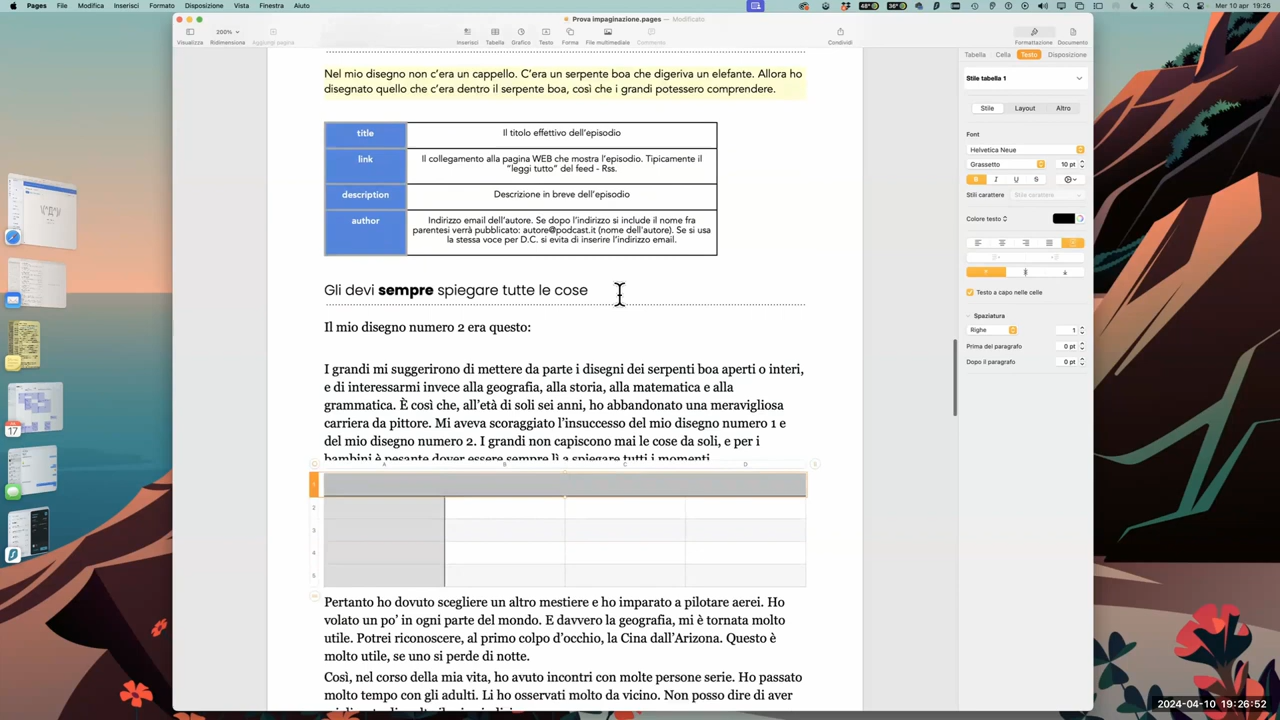 Pages File Modifica Inserisci Formato Disposizione Vista Finestra Aiuto
48° 36° Mer 10 apr 19:26
Prova impaginazione.pages — Modificato
200%
Visualizza Ridimensiona Aggiungi pagina Inserisci Tabella Grafico Testo Forma File multimediale Commento Condividi Formattazione Documento
Tabella Cella Testo Disposizione
Stile tabella 1
Stile Layout Altro
Font
Helvetica Neue
Grassetto 10 pt
B I U S
Stili carattere Stile carattere
Colore testo
Testo a capo nelle celle
Spaziatura
Righe 1
Prima del paragrafo 0 pt
Dopo il paragrafo 0 pt
Nel mio disegno non c’era un cappello. C’era un serpente boa che digeriva un elefante. Allora ho
disegnato quello che c’era dentro il serpente boa, così che i grandi potessero comprendere.
title Il titolo effettivo dell’episodio
link Il collegamento alla pagina WEB che mostra l’episodio. Tipicamente il
“leggi tutto” del feed - Rss.
description Descrizione in breve dell’episodio
author Indirizzo email dell’autore. Se dopo l’indirizzo si include il nome fra
parentesi verrà pubblicato: autore@podcast.it (nome dell’autore). Se si usa
la stessa voce per D.C. si evita di inserire l’indirizzo email.
Gli devi sempre spiegare tutte le cose
Il mio disegno numero 2 era questo:
I grandi mi suggerirono di mettere da parte i disegni dei serpenti boa aperti o interi,
e di interessarmi invece alla geografia, alla storia, alla matematica e alla
grammatica. È così che, all’età di soli sei anni, ho abbandonato una meravigliosa
carriera da pittore. Mi aveva scoraggiato l’insuccesso del mio disegno numero 1 e
del mio disegno numero 2. I grandi non capiscono mai le cose da soli, e per i
bambini è pesante dover essere sempre lì a spiegare tutti i momenti.
A B C D
1
2
3
4
5
Pertanto ho dovuto scegliere un altro mestiere e ho imparato a pilotare aerei. Ho
volato un po’ in ogni parte del mondo. E davvero la geografia, mi è tornata molto
utile. Potrei riconoscere, al primo colpo d’occhio, la Cina dall’Arizona. Questo è
molto utile, se uno si perde di notte.
Così, nel corso della mia vita, ho avuto incontri con molte persone serie. Ho passato
molto tempo con gli adulti. Li ho osservati molto da vicino. Non posso dire di aver
17
2024-04-10 19:26:52